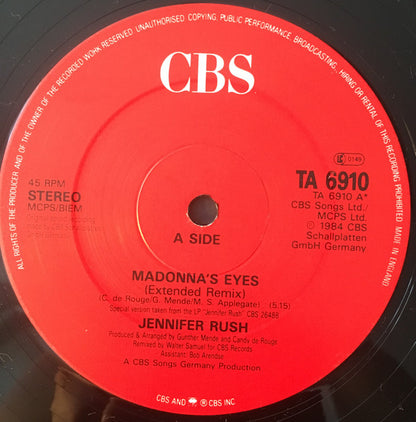 ALL RIGHTS OF THE PRODUCER AND OF THE OWNER OF THE RECORDED WORK RESERVED. UNAUTHORISED COPYING, PUBLIC PERFORMANCE, BROADCASTING, HIRING OR RENTAL OF THIS RECORDING PROHIBITED. MADE IN ENGLAND
CBS
45 RPM
STEREO
MCPS/BIEM
LC 0149
TA 6910
TA 6910 A*
CBS Songs Ltd./
MCPS Ltd.
℗ 1984 CBS
Schallplatten
GmbH Germany
A SIDE
MADONNA'S EYES
(Extended Remix)
(C. de Rouge/G. Mende/M. S. Applegate) (5:15)
Special version taken from the LP "Jennifer Rush" CBS 26488
JENNIFER RUSH
Produced & Arranged by Gunther Mende and Candy de Rouge
Remixed by Walter Samuel for CBS Records
Assistant: Bob Arendse
A CBS Songs Germany Production
CBS AND ® CBS INC.